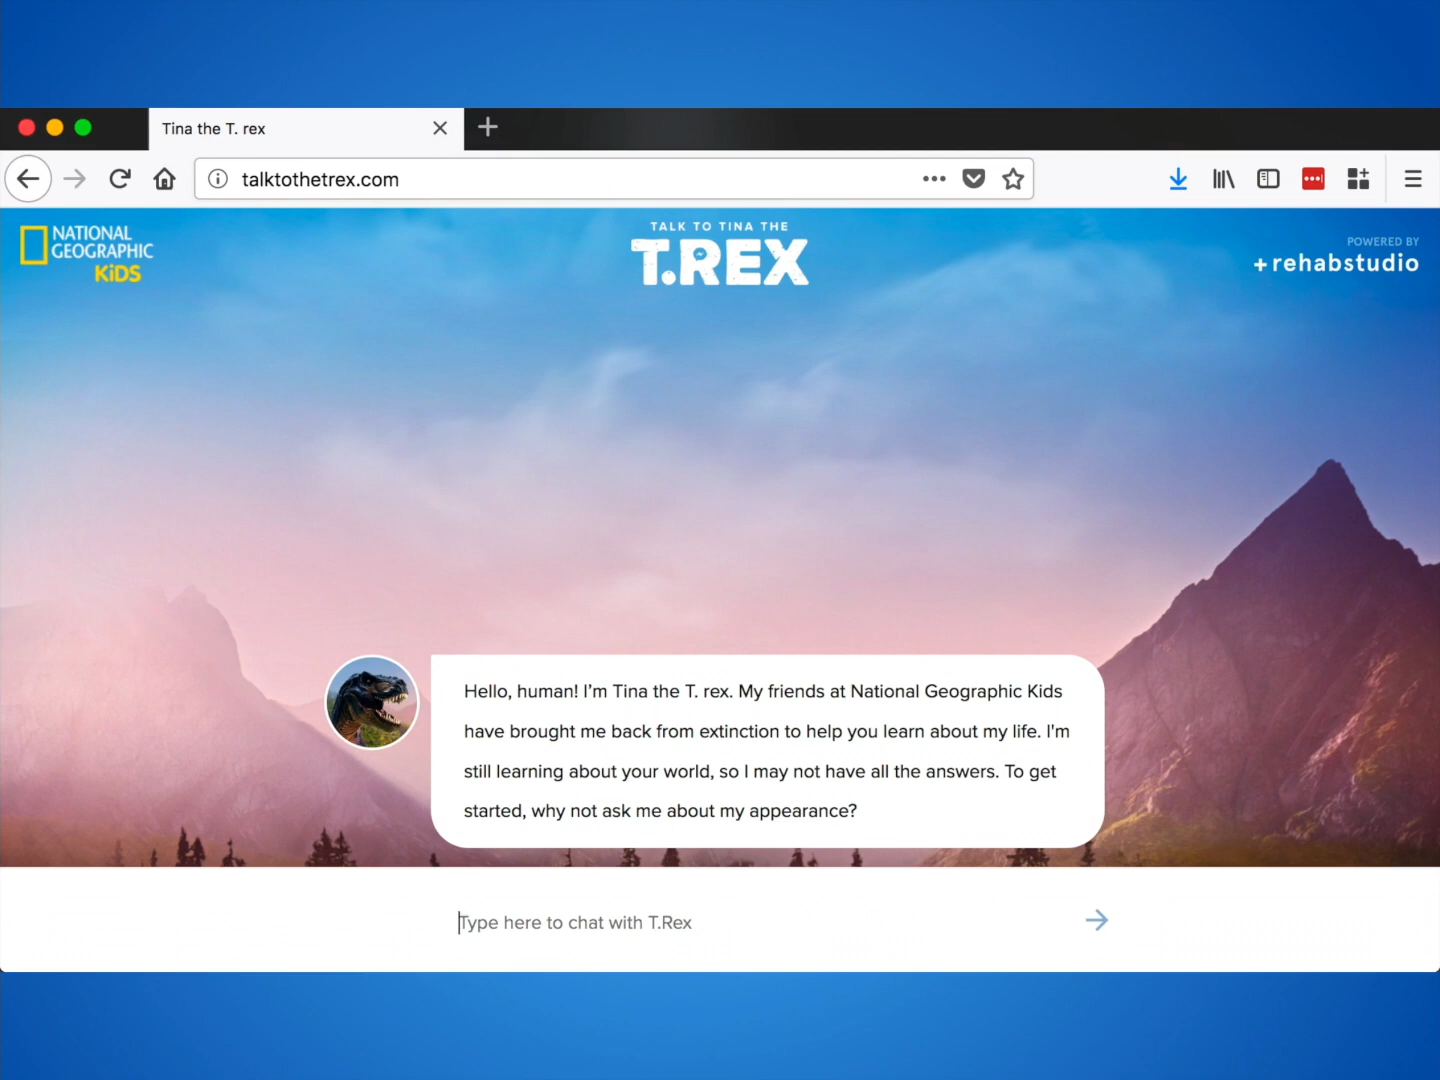 Tina the T. rex
talktothetrex.com
NATIONAL
GEOGRAPHIC
KiDS
TALK TO TINA THE
T.REX
POWERED BY
+rehabstudio
Hello, human! I'm Tina the T. rex. My friends at National Geographic Kids
have brought me back from extinction to help you learn about my life. I'm
still learning about your world, so I may not have all the answers. To get
started, why not ask me about my appearance?
Type here to chat with T.Rex